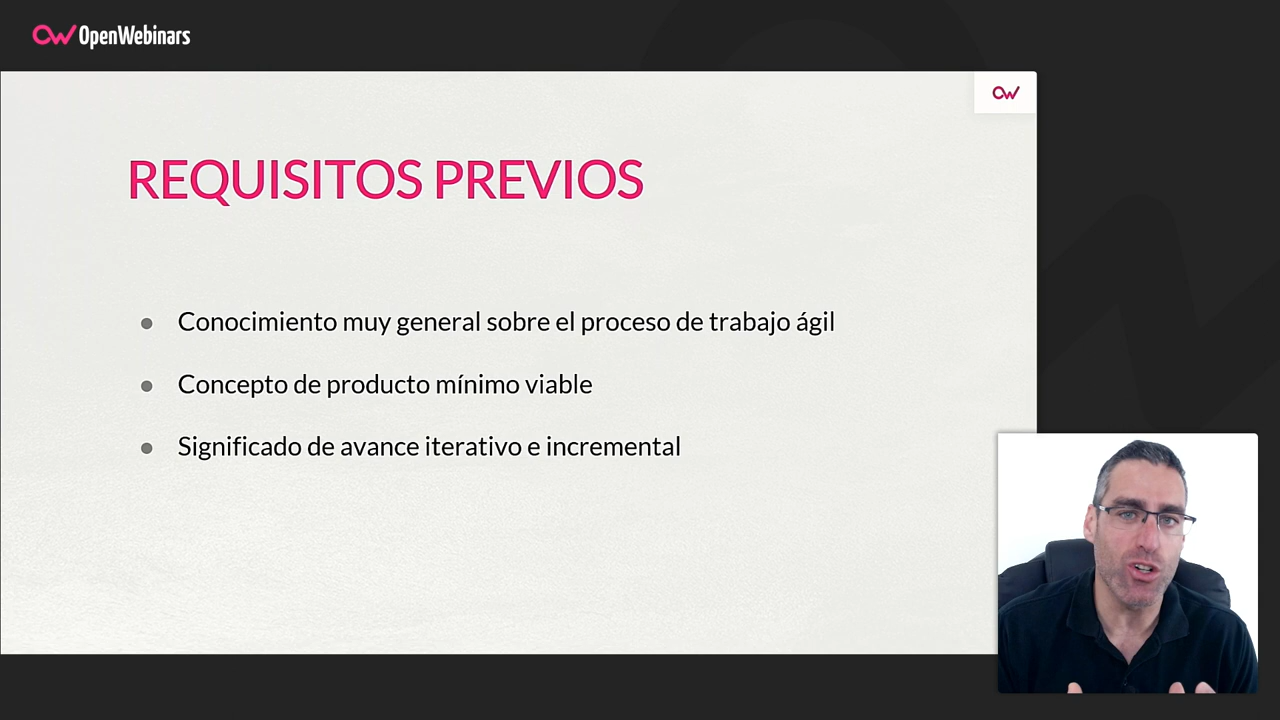 OpenWebinars
REQUISITOS PREVIOS
Conocimiento muy general sobre el proceso de trabajo ágil
Concepto de producto mínimo viable
Significado de avance iterativo e incremental